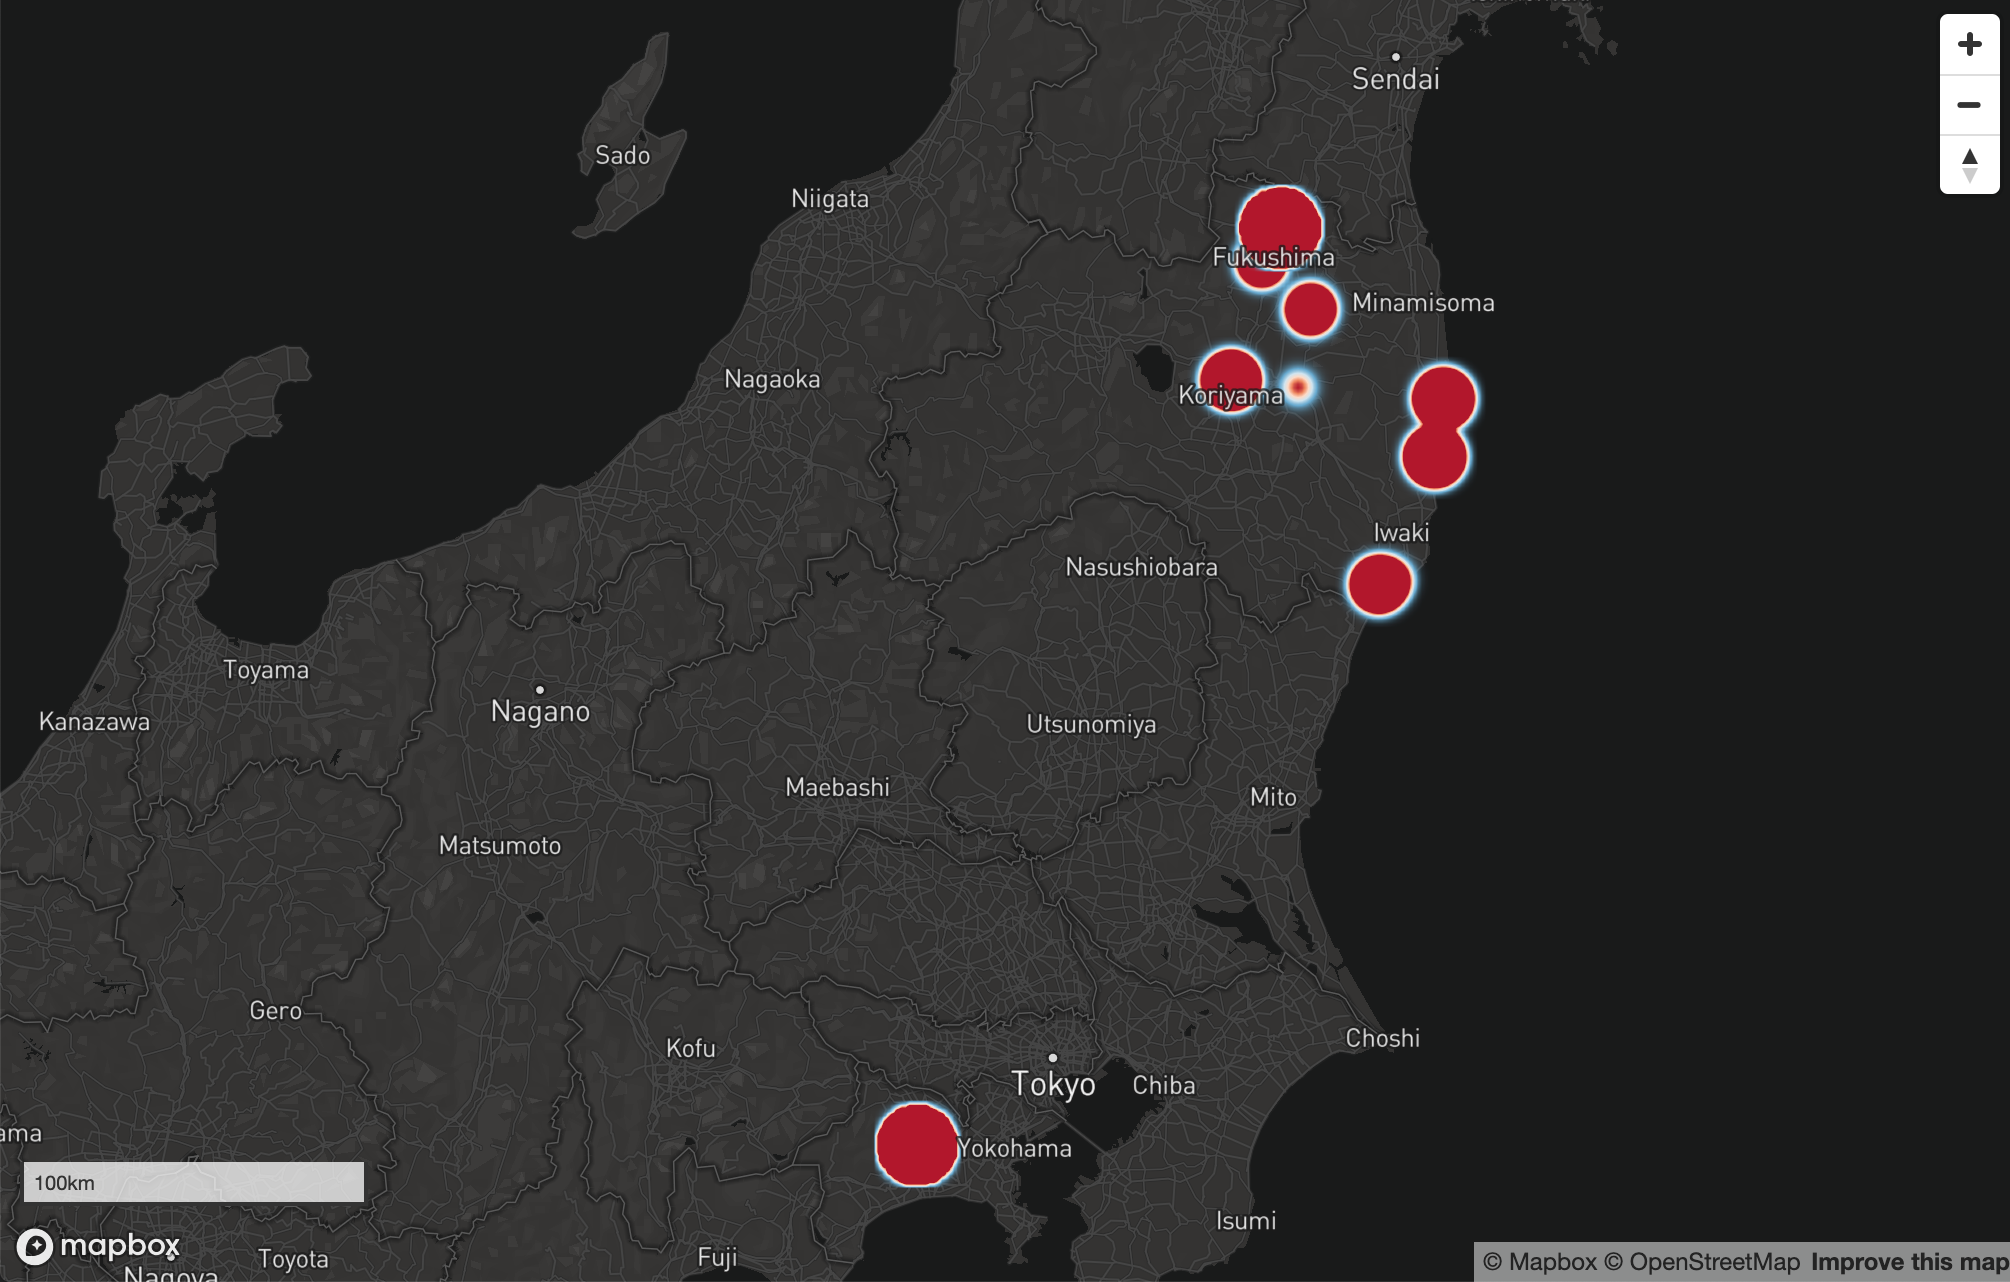 Sendai
Sado
Niigata
Fukushima
Minamisoma
Nagaoka
Koriyama
Iwaki
Nasushiobara
Toyama
Nagano
Kanazawa
Utsunomiya
Maebashi
Mito
Matsumoto
Gero
Kofu
Choshi
Tokyo
Chiba
ama
Yokohama
100km
Isumi
mapbox
Toyota
Fuji
Nagoya
© Mapbox © OpenStreetMap Improve this map